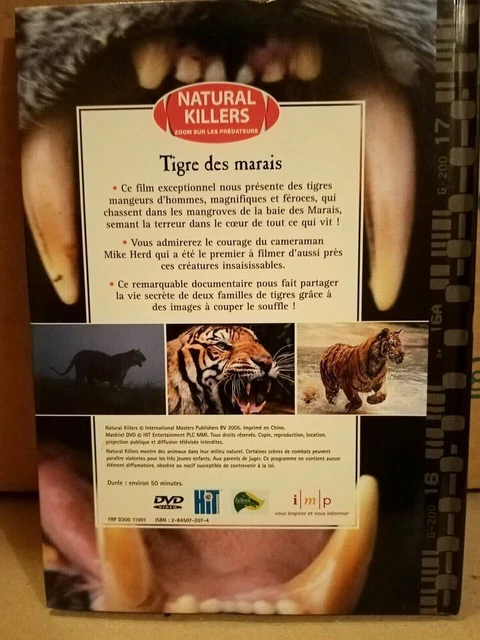 NATURAL
KILLERS
ZOOM SUR LES PRÉDATEURS
Tigre des marais
• Ce film exceptionnel nous présente des tigres
mangeurs d'hommes, magnifiques et féroces, qui
chassent dans les mangroves de la baie des Marais,
semant la terreur dans le cœur de tout ce qui vit !
• Vous admirerez le courage du cameraman
Mike Herd qui a été le premier à filmer d'aussi près
ces créatures insaisissables.
• Ce remarquable documentaire nous fait partager
la vie secrète de deux familles de tigres grâce à
des images à couper le souffle !
Natural Killers © International Masters Publishers BV 2005. Imprimé en Chine.
Matériel DVD © HIT Entertainment PLC MMI. Tous droits réservés. Copie, reproduction, location,
projection publique et diffusion télévisée interdites.
Natural Killers montre des animaux dans leur milieu naturel. Certaines scènes de combats peuvent
paraître violentes pour les très jeunes enfants. Aux parents de juger. Ce programme ne contient aucun
élément diffamatoire, obscène ou nocif susceptible de contrevenir à la loi.
Durée : environ 50 minutes.
DVD
VIDEO
HiT
i m p
vous inspirer et vous informer
FRP D300 11001
ISBN : 2-84507-207-4
G-200 17
16A
G-200 16